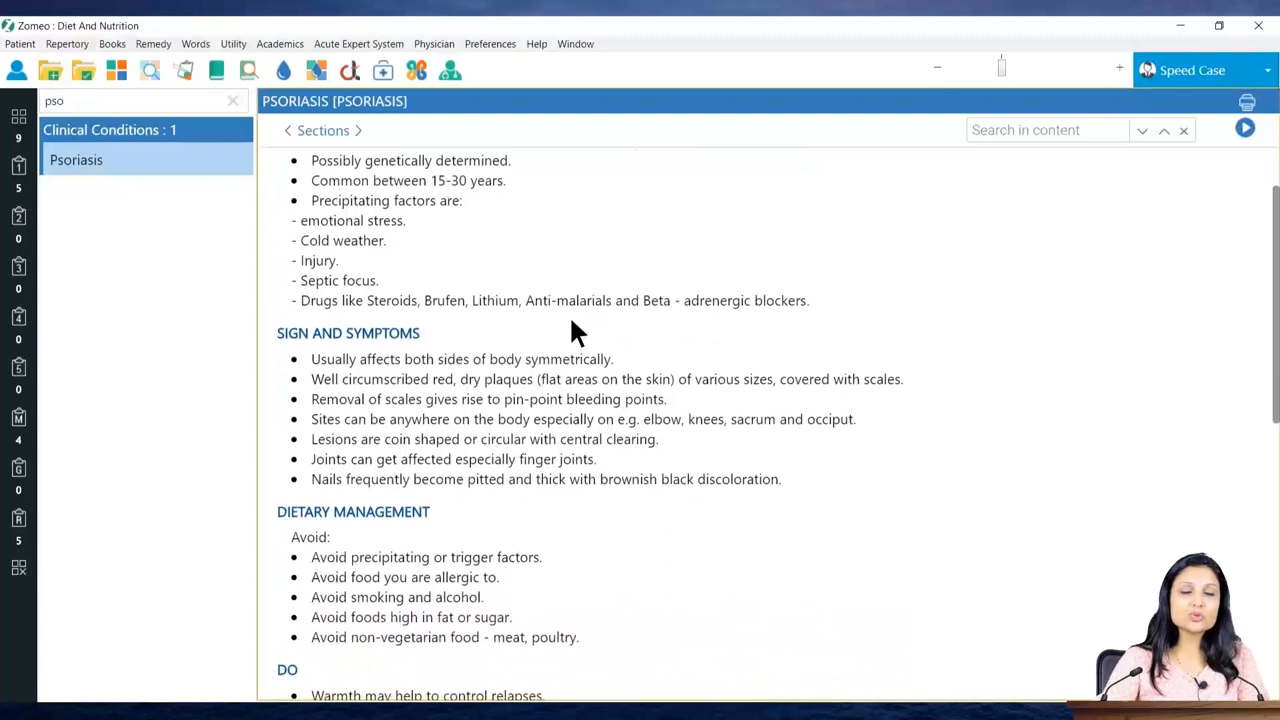 Zomeo : Diet And Nutrition
Patient Repertory Books Remedy Words Utility Academics Acute Expert System Physician Preferences Help Window
Speed Case
pso
PSORIASIS [PSORIASIS]
Clinical Conditions : 1
Psoriasis
< Sections >
Search in content
9
1
5
2
0
3
0
4
0
5
0
M
4
G
0
R
5
• Possibly genetically determined.
• Common between 15-30 years.
• Precipitating factors are:
- emotional stress.
- Cold weather.
- Injury.
- Septic focus.
- Drugs like Steroids, Brufen, Lithium, Anti-malarials and Beta - adrenergic blockers.
SIGN AND SYMPTOMS
• Usually affects both sides of body symmetrically.
• Well circumscribed red, dry plaques (flat areas on the skin) of various sizes, covered with scales.
• Removal of scales gives rise to pin-point bleeding points.
• Sites can be anywhere on the body especially on e.g. elbow, knees, sacrum and occiput.
• Lesions are coin shaped or circular with central clearing.
• Joints can get affected especially finger joints.
• Nails frequently become pitted and thick with brownish black discoloration.
DIETARY MANAGEMENT
Avoid:
• Avoid precipitating or trigger factors.
• Avoid food you are allergic to.
• Avoid smoking and alcohol.
• Avoid foods high in fat or sugar.
• Avoid non-vegetarian food - meat, poultry.
DO
• Warmth may help to control relapses.